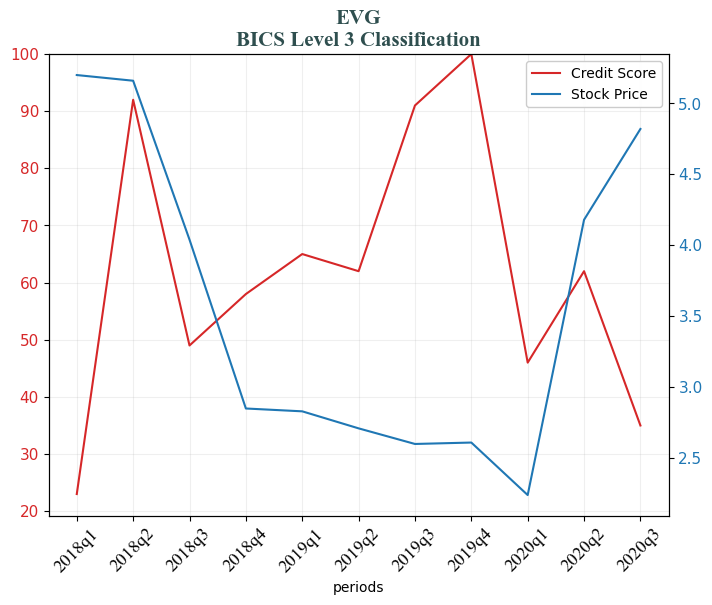 EVG
BICS Level 3 Classification
Credit Score
Stock Price
100
90
80
70
60
50
40
30
20
5.0
4.5
4.0
3.5
3.0
2.5
2018q1
2018q2
2018q3
2018q4
2019q1
2019q2
2019q3
2019q4
2020q1
2020q2
2020q3
periods